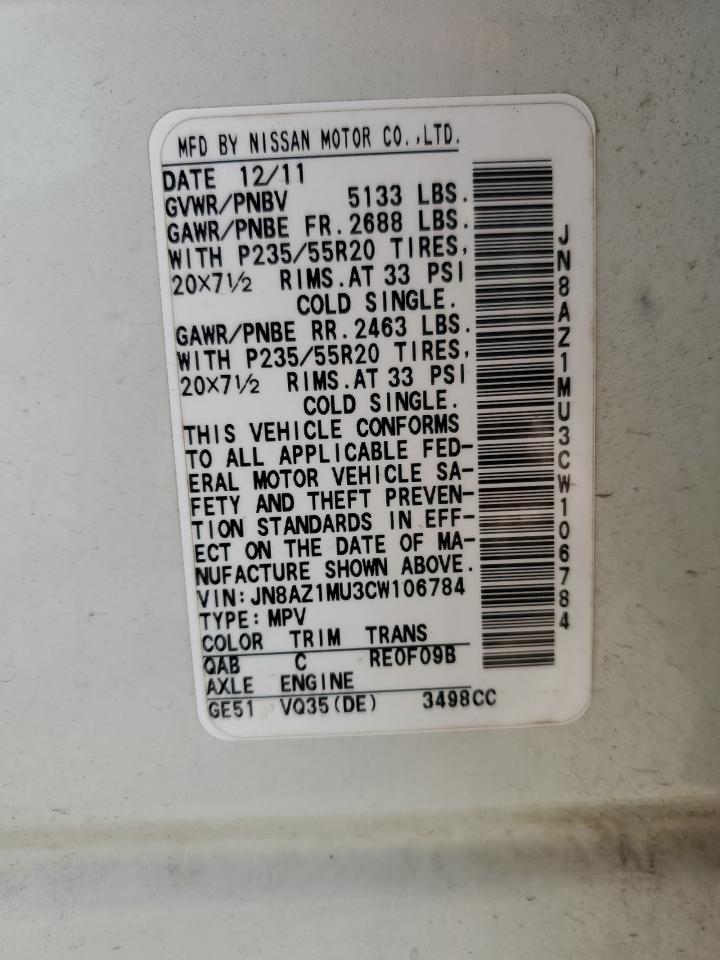 MFD BY NISSAN MOTOR CO.,LTD.
DATE 12/11
GVWR/PNBV 5133 LBS.
GAWR/PNBE FR.2688 LBS.
WITH P235/55R20 TIRES,
20X7½ RIMS.AT 33 PSI
COLD SINGLE.
GAWR/PNBE RR.2463 LBS.
WITH P235/55R20 TIRES,
20X7½ RIMS.AT 33 PSI
COLD SINGLE.
THIS VEHICLE CONFORMS
TO ALL APPLICABLE FED-
ERAL MOTOR VEHICLE SA-
FETY AND THEFT PREVEN-
TION STANDARDS IN EFF-
ECT ON THE DATE OF MA-
NUFACTURE SHOWN ABOVE.
VIN:JN8AZ1MU3CW106784
TYPE:MPV
COLOR TRIM TRANS
QAB C RE0F09B
AXLE ENGINE
GE51 VQ35(DE) 3498CC
JN8AZ1MU3CW106784